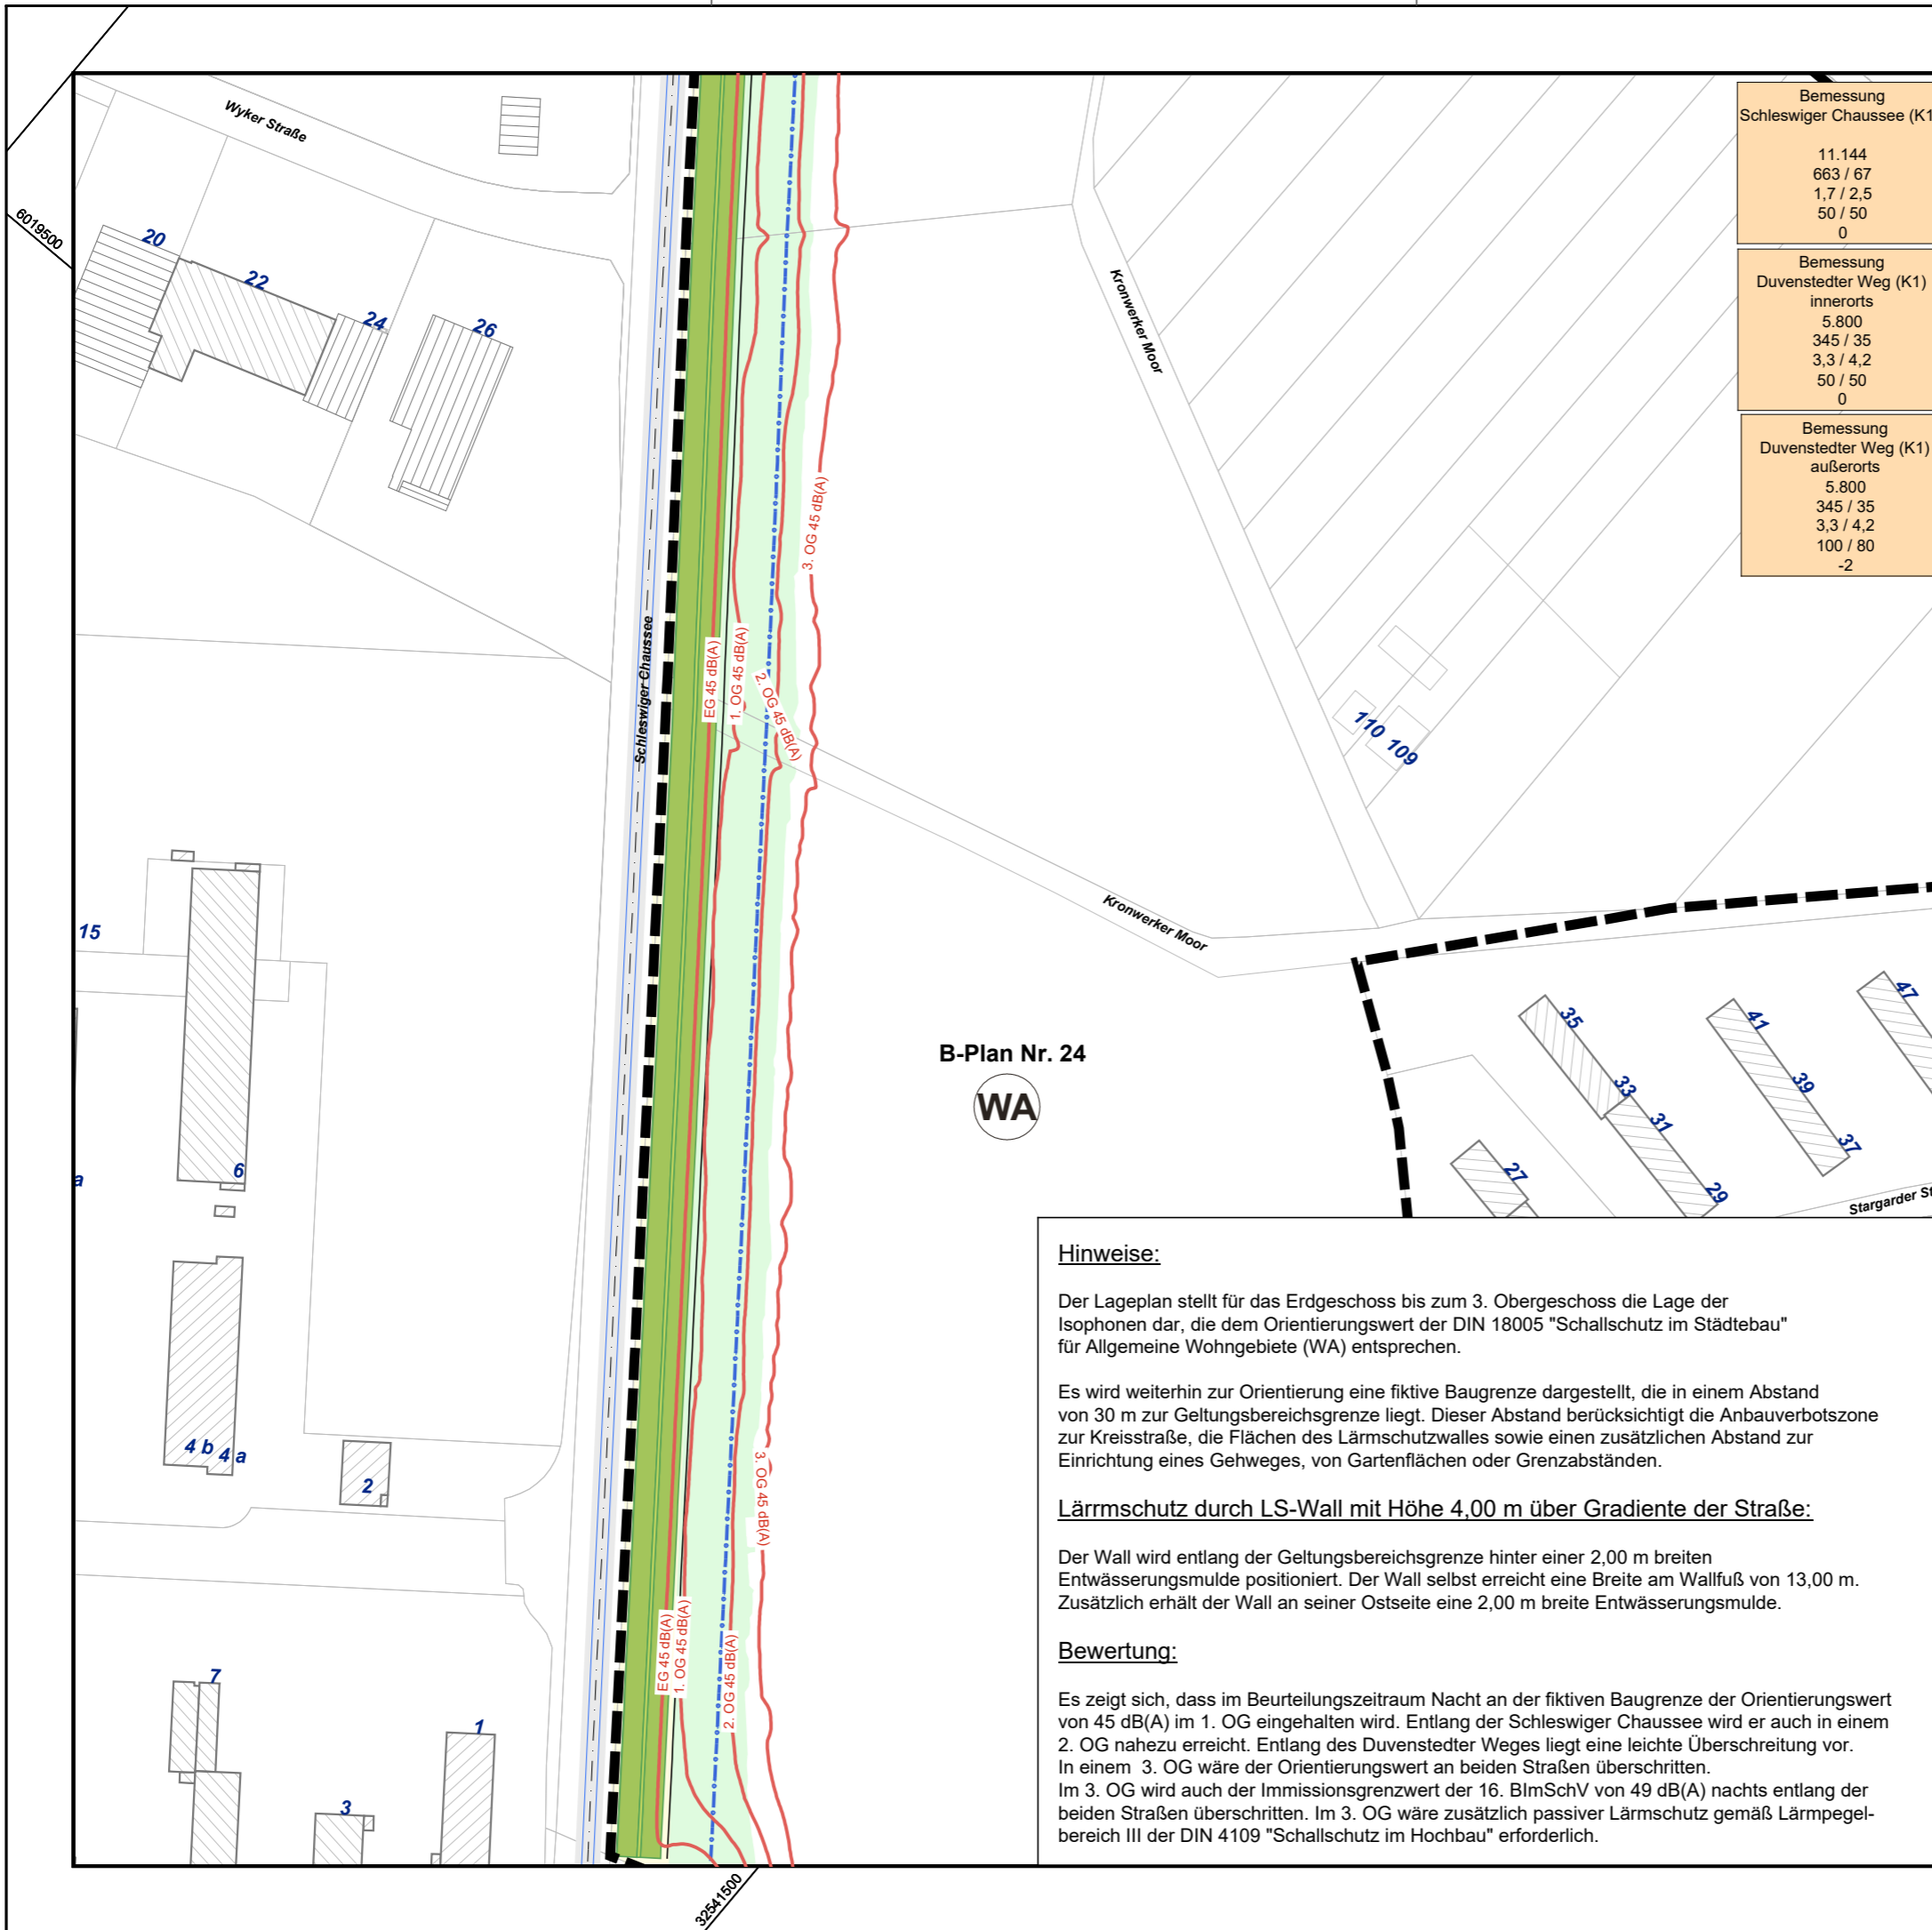 Wyker Straße
6019500
20
22
24
26
Schleswiger Chaussee
EG 45 dB(A)
1. OG 45 dB(A)
2. OG 45 dB(A)
3. OG 45 dB(A)
Kronwerker Moor
Kronwerker Moor
110 109
Bemessung
Schleswiger Chaussee (K1
11.144
663 / 67
1,7 / 2,5
50 / 50
0
Bemessung
Duvenstedter Weg (K1)
innerorts
5.800
345 / 35
3,3 / 4,2
50 / 50
0
Bemessung
Duvenstedter Weg (K1)
außerorts
5.800
345 / 35
3,3 / 4,2
100 / 80
-2
15
6
a
4 b 4 a
2
7
1
3
B-Plan Nr. 24
WA
35
33
31
29
27
41
39
37
47
Stargarder St
3. OG 45 dB(A)
EG 45 dB(A)
1. OG 45 dB(A)
2. OG 45 dB(A)
32541500
Hinweise:
Der Lageplan stellt für das Erdgeschoss bis zum 3. Obergeschoss die Lage der
Isophonen dar, die dem Orientierungswert der DIN 18005 "Schallschutz im Städtebau"
für Allgemeine Wohngebiete (WA) entsprechen.
Es wird weiterhin zur Orientierung eine fiktive Baugrenze dargestellt, die in einem Abstand
von 30 m zur Geltungsbereichsgrenze liegt. Dieser Abstand berücksichtigt die Anbauverbotszone
zur Kreisstraße, die Flächen des Lärmschutzwalles sowie einen zusätzlichen Abstand zur
Einrichtung eines Gehweges, von Gartenflächen oder Grenzabständen.
Lärrmschutz durch LS-Wall mit Höhe 4,00 m über Gradiente der Straße:
Der Wall wird entlang der Geltungsbereichsgrenze hinter einer 2,00 m breiten
Entwässerungsmulde positioniert. Der Wall selbst erreicht eine Breite am Wallfuß von 13,00 m.
Zusätzlich erhält der Wall an seiner Ostseite eine 2,00 m breite Entwässerungsmulde.
Bewertung:
Es zeigt sich, dass im Beurteilungszeitraum Nacht an der fiktiven Baugrenze der Orientierungswert
von 45 dB(A) im 1. OG eingehalten wird. Entlang der Schleswiger Chaussee wird er auch in einem
2. OG nahezu erreicht. Entlang des Duvenstedter Weges liegt eine leichte Überschreitung vor.
In einem 3. OG wäre der Orientierungswert an beiden Straßen überschritten.
Im 3. OG wird auch der Immissionsgrenzwert der 16. BImSchV von 49 dB(A) nachts entlang der
beiden Straßen überschritten. Im 3. OG wäre zusätzlich passiver Lärmschutz gemäß Lärmpegel-
bereich III der DIN 4109 "Schallschutz im Hochbau" erforderlich.